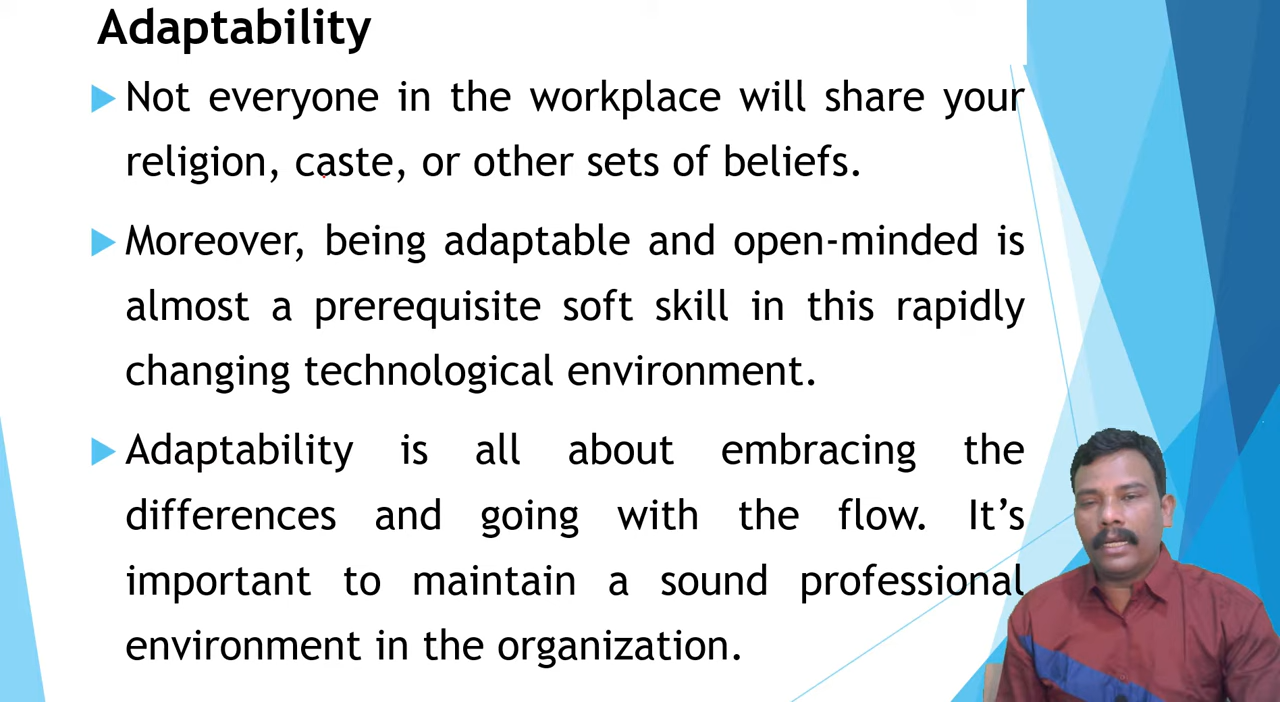 Adaptability
Not everyone in the workplace will share your
religion, caste, or other sets of beliefs.
Moreover, being adaptable and open-minded is
almost a prerequisite soft skill in this rapidly
changing technological environment.
Adaptability is all about embracing the
differences and going with the flow. It’s
important to maintain a sound professional
environment in the organization.